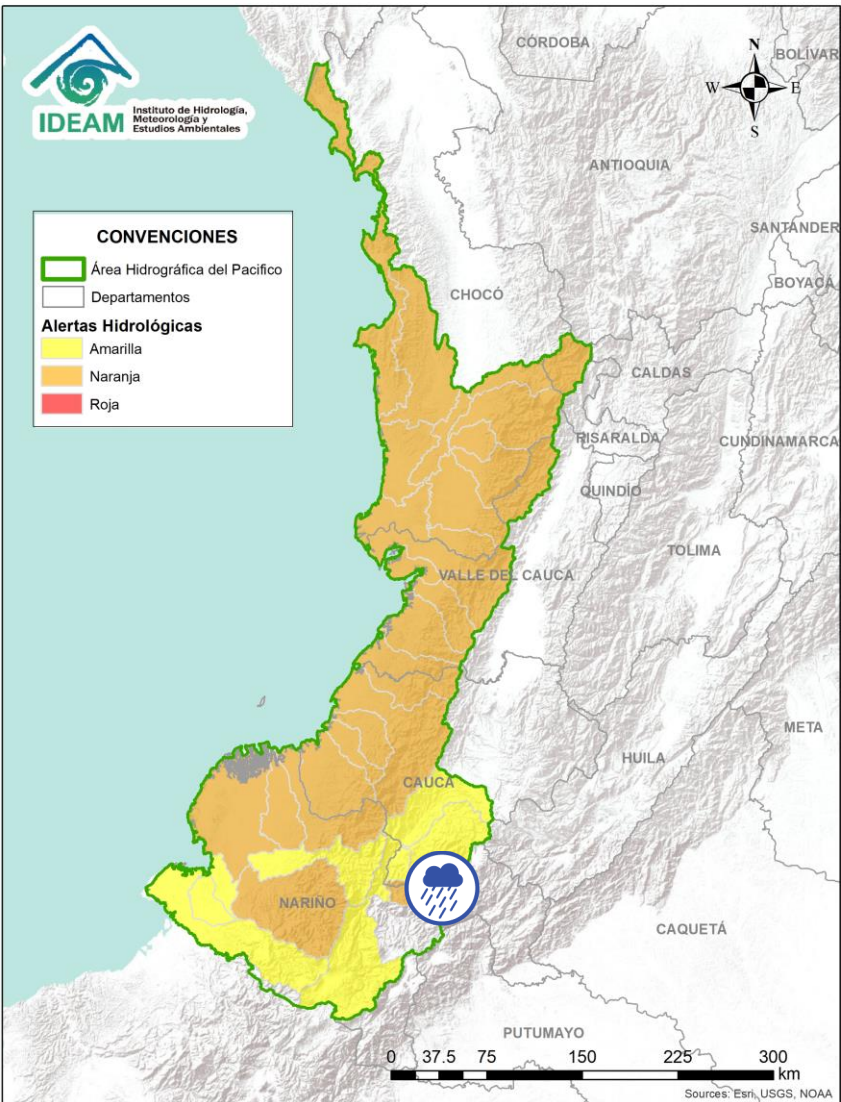 IDEAM
Instituto de Hidrología,
Meteorología y
Estudios Ambientales
N
W
E
S
CONVENCIONES
Área Hidrográfica del Pacifico
Departamentos
Alertas Hidrológicas
Amarilla
Naranja
Roja
CÓRDOBA
BOLIVAR
ANTIOQUIA
SANTANDER
BOYACÁ
CHOCÓ
CALDAS
RISARALDA
CUNDINAMARCA
QUINDÍO
TOLIMA
VALLE DEL CAUCA
META
HUILA
CAUCA
NARIÑO
CAQUETÁ
PUTUMAYO
0 37.5 75 150 225 300
km
Sources: Esri, USGS, NOAA